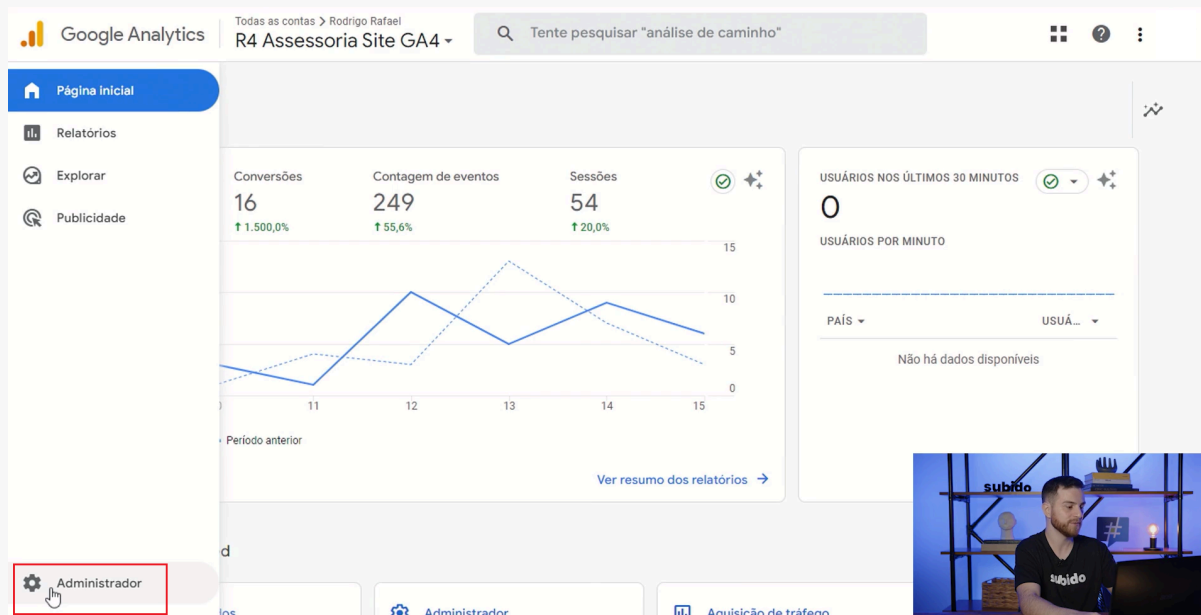 Google Analytics
Todas as contas > Rodrigo Rafael
R4 Assessoria Site GA4
Tente pesquisar "análise de caminho"
Página inicial
Relatórios
Explorar
Publicidade
Administrador
Conversões
16
↑ 1.500,0%
Contagem de eventos
249
↑ 55,6%
Sessões
54
↑ 20,0%
15
10
5
0
11
12
13
14
15
Período anterior
Ver resumo dos relatórios →
USUÁRIOS NOS ÚLTIMOS 30 MINUTOS
0
USUÁRIOS POR MINUTO
PAÍS
USUÁ...
Não há dados disponíveis
Administrador
Aquisição de tráfego
subido
#
subido